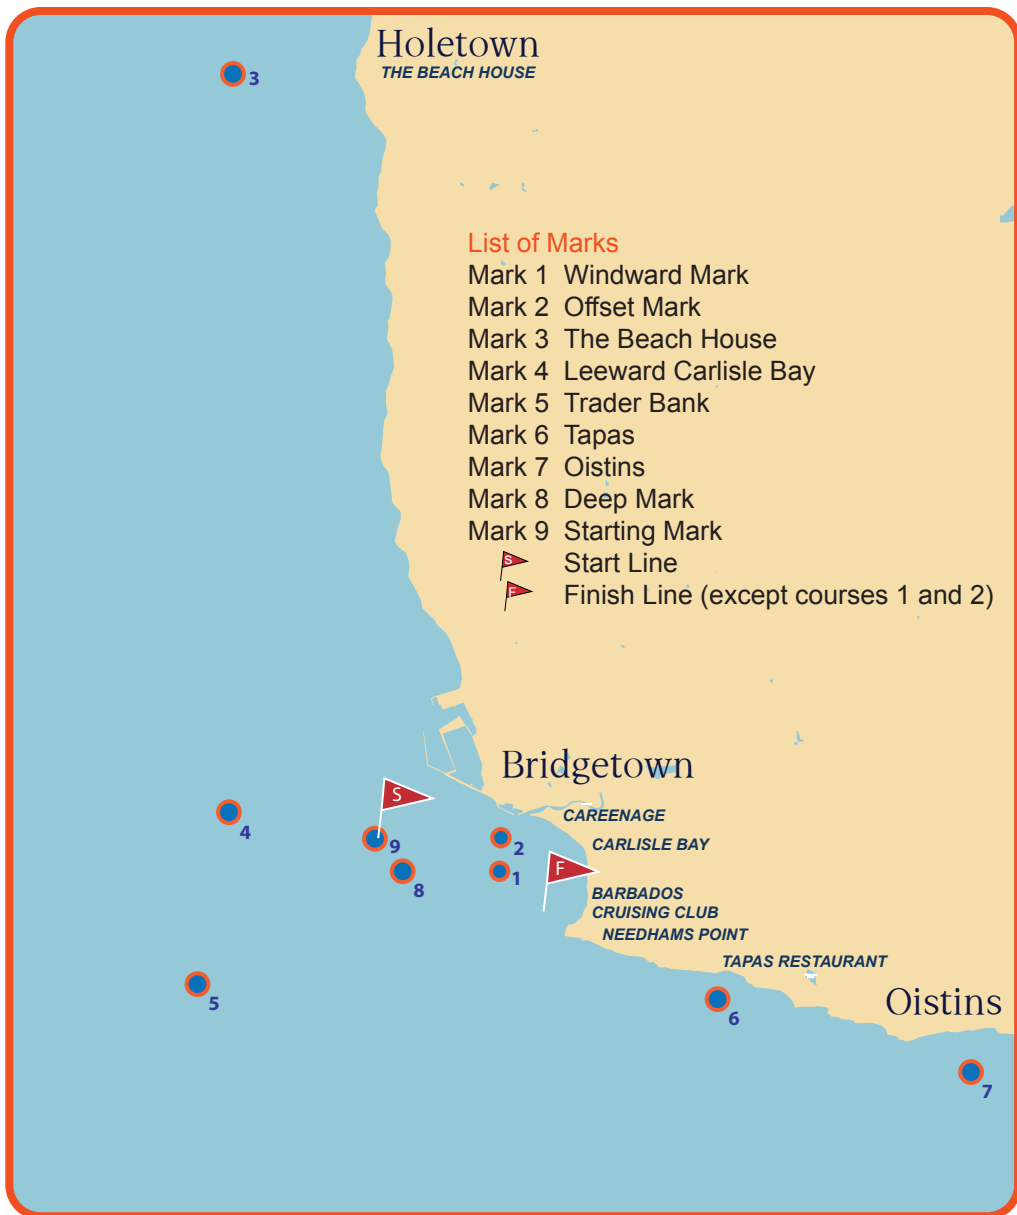 Holetown
THE BEACH HOUSE
3
List of Marks
Mark 1 Windward Mark
Mark 2 Offset Mark
Mark 3 The Beach House
Mark 4 Leeward Carlisle Bay
Mark 5 Trader Bank
Mark 6 Tapas
Mark 7 Oistins
Mark 8 Deep Mark
Mark 9 Starting Mark
S Start Line
F Finish Line (except courses 1 and 2)
Bridgetown
S
CAREENAGE
4
9
2
CARLISLE BAY
8
1
F
BARBADOS
CRUISING CLUB
NEEDHAMS POINT
TAPAS RESTAURANT
5
6
Oistins
7